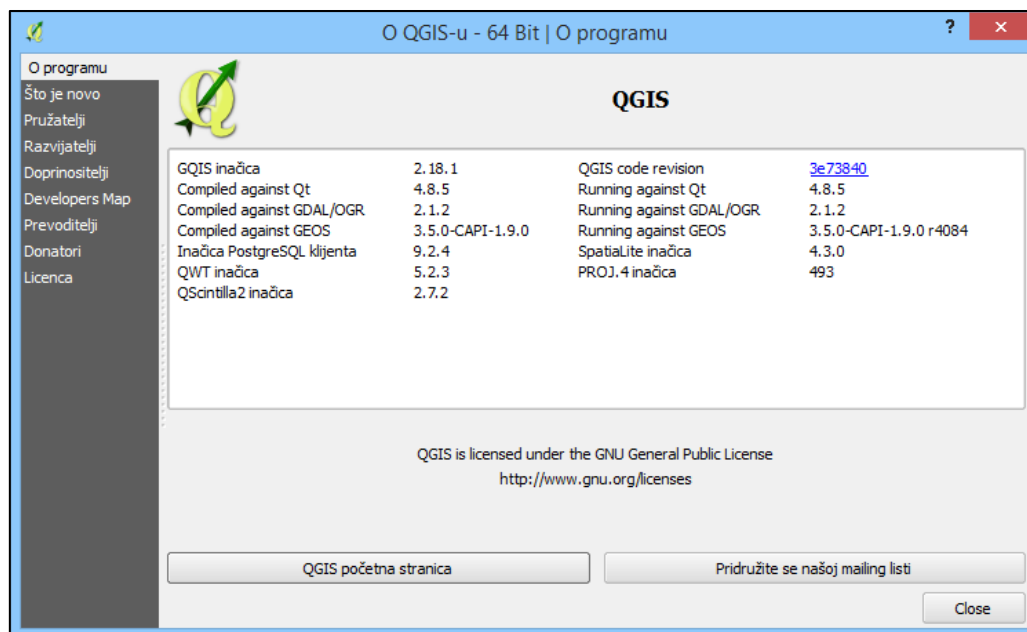 O QGIS-u - 64 Bit | O programu
?
O programu
Što je novo
Pružatelji
Razvijatelji
Doprinositelji
Developers Map
Prevoditelji
Donatori
Licenca
QGIS
GQIS inačica 2.18.1 QGIS code revision 3e73840
Compiled against Qt 4.8.5 Running against Qt 4.8.5
Compiled against GDAL/OGR 2.1.2 Running against GDAL/OGR 2.1.2
Compiled against GEOS 3.5.0-CAPI-1.9.0 Running against GEOS 3.5.0-CAPI-1.9.0 r4084
Inačica PostgreSQL klijenta 9.2.4 SpatiaLite inačica 4.3.0
QWT inačica 5.2.3 PROJ.4 inačica 493
QScintilla2 inačica 2.7.2
QGIS is licensed under the GNU General Public License
http://www.gnu.org/licenses
QGIS početna stranica Pridružite se našoj mailing listi
Close